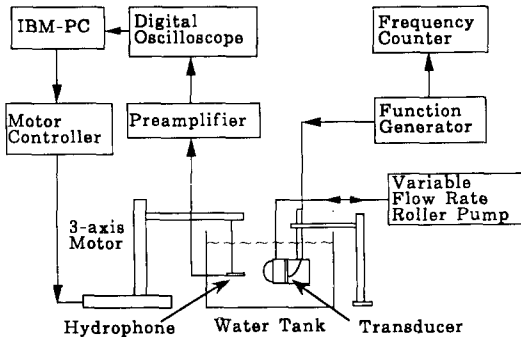 IBM-PC
Digital
Oscilloscope
Frequency
Counter
Motor
Controller
Preamplifier
Function
Generator
Variable
Flow Rate
Roller Pump
3-axis
Motor
Hydrophone
Water Tank
Transducer